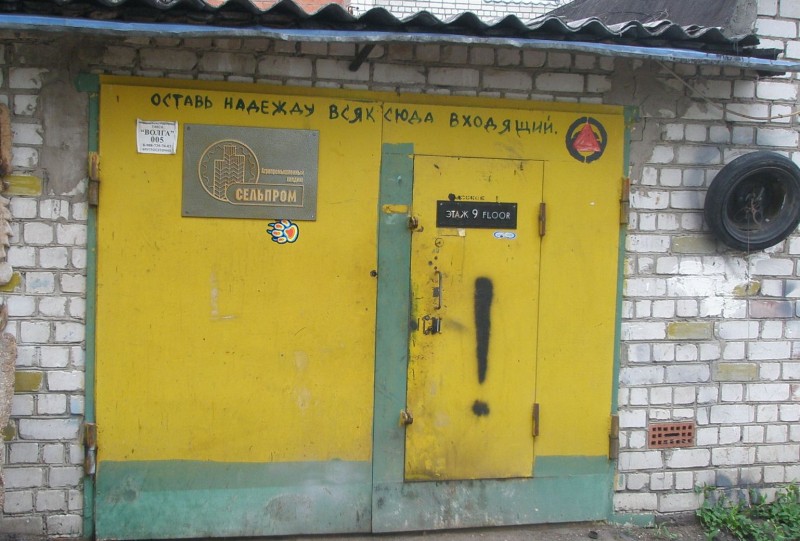 ОСТАВЬ НАДЕЖДУ ВСЯК СЮДА ВХОДЯЩИЙ.
"ВОЛГА"
005
СЕЛЬПРОМ
ЭТАЖ 9 FLOOR
!